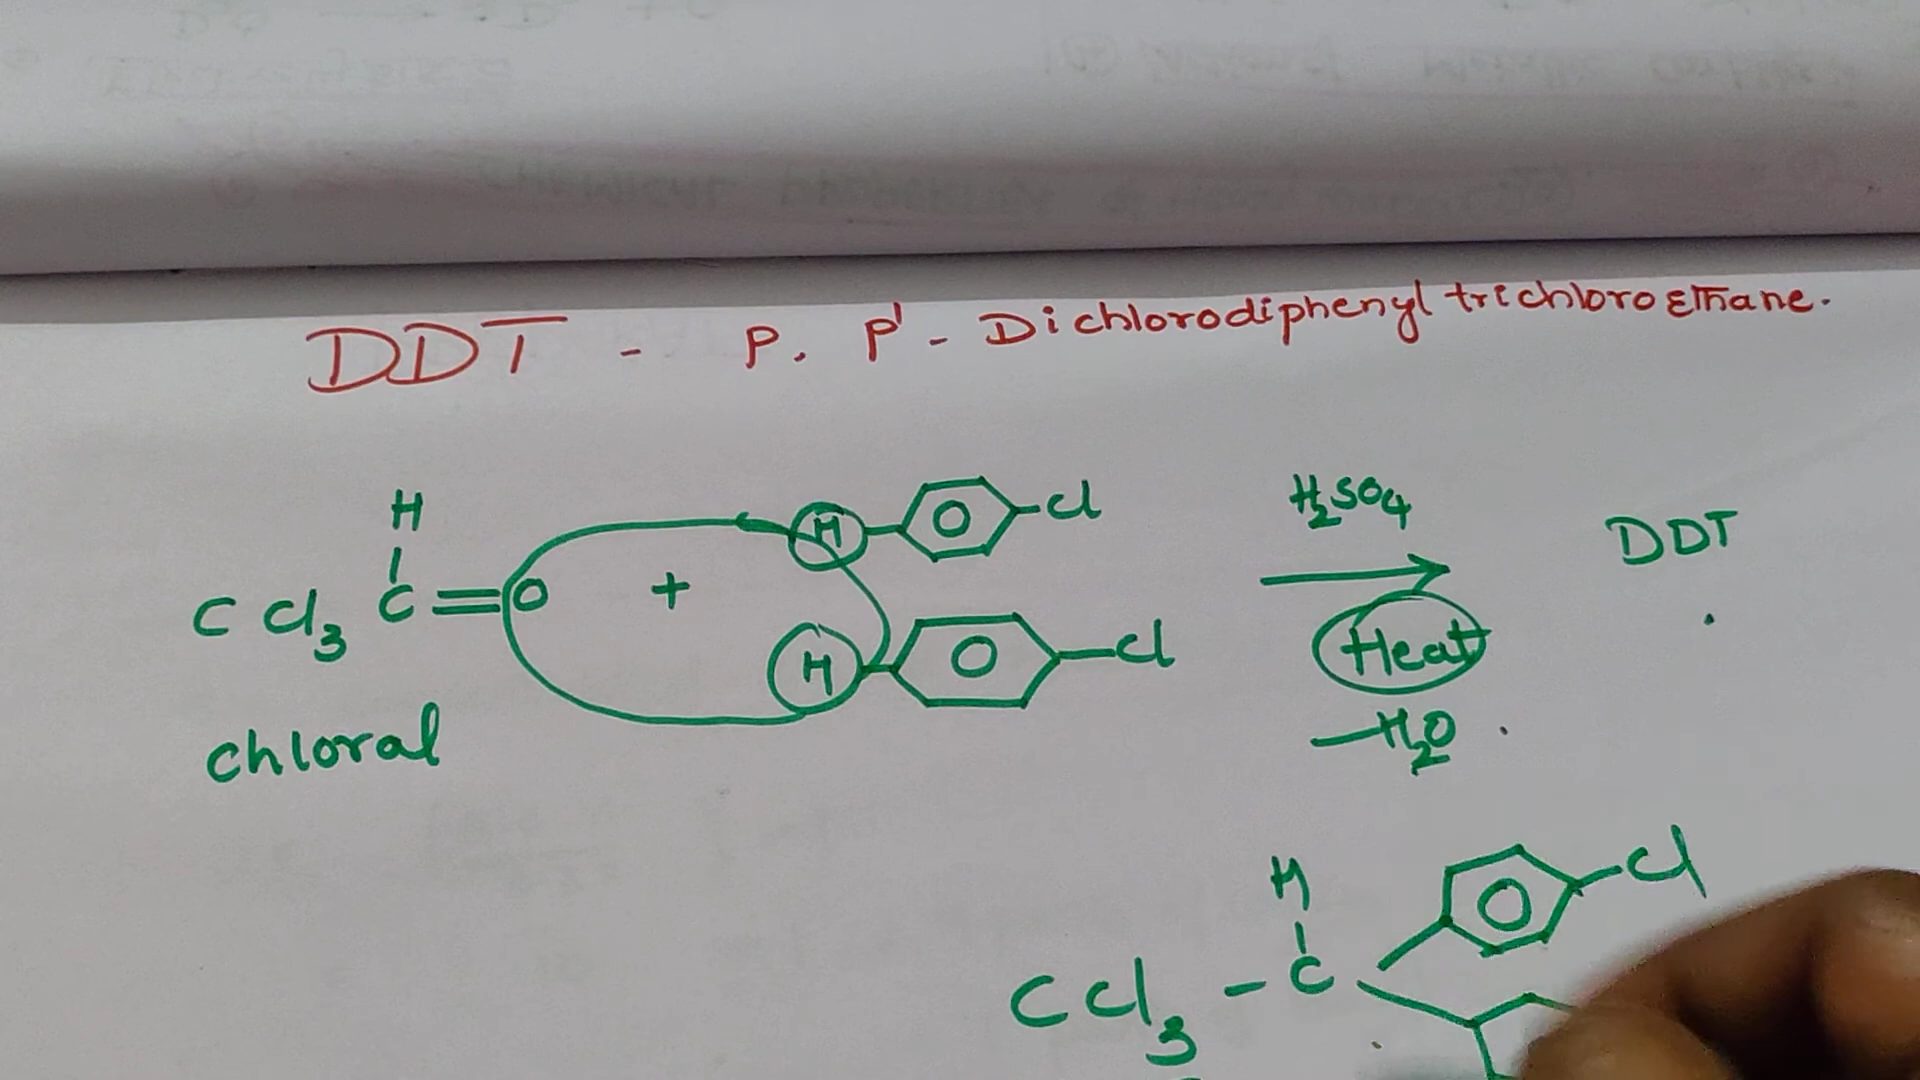 DDT - P, P' - Dichlorodiphenyl trichloroEthane.
H
CCl3 C=O + H Cl
H Cl
H2SO4
Heat
-H2O
DDT
chloral
H
CCl3 - C
Cl